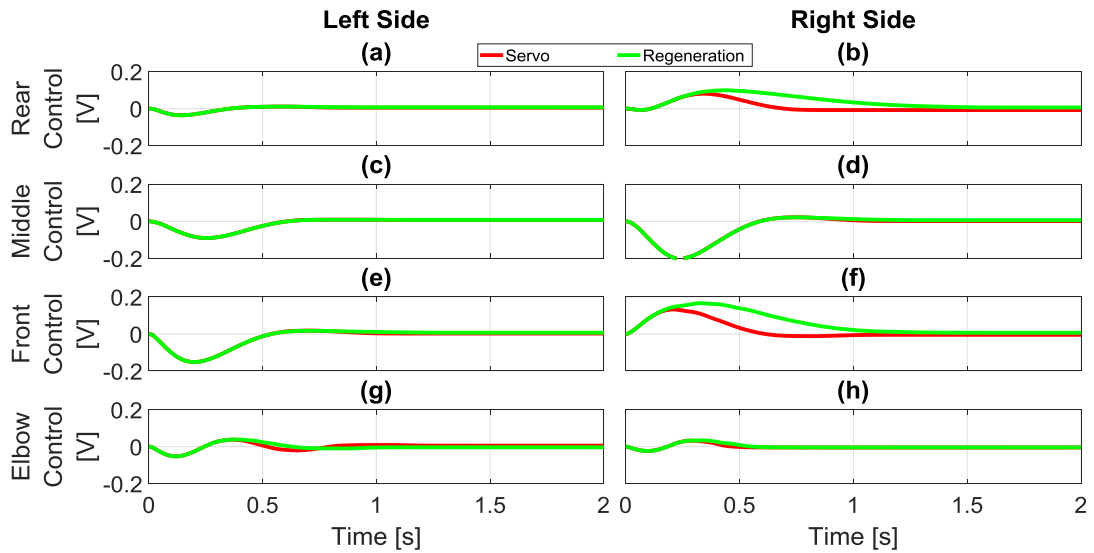 Left Side Right Side
(a) (b)
Servo Regeneration
Rear
Control
[V]
0.2
0
-0.2
(c) (d)
Middle
Control
[V]
0.2
0
-0.2
(e) (f)
Front
Control
[V]
0.2
0
-0.2
(g) (h)
Elbow
Control
[V]
0.2
0
-0.2
0 0.5 1 1.5 2 0 0.5 1 1.5 2
Time [s] Time [s]